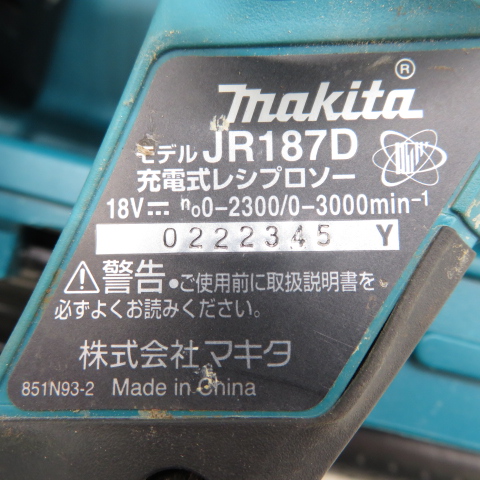 makita®
モデル JR187D
充電式レシプロソー
18V⎓ n₀0-2300/0-3000min⁻¹
0222345 Y
⚠警告・ご使用前に取扱説明書を
必ずよくお読みください。
株式会社マキタ
851N93-2 Made in China